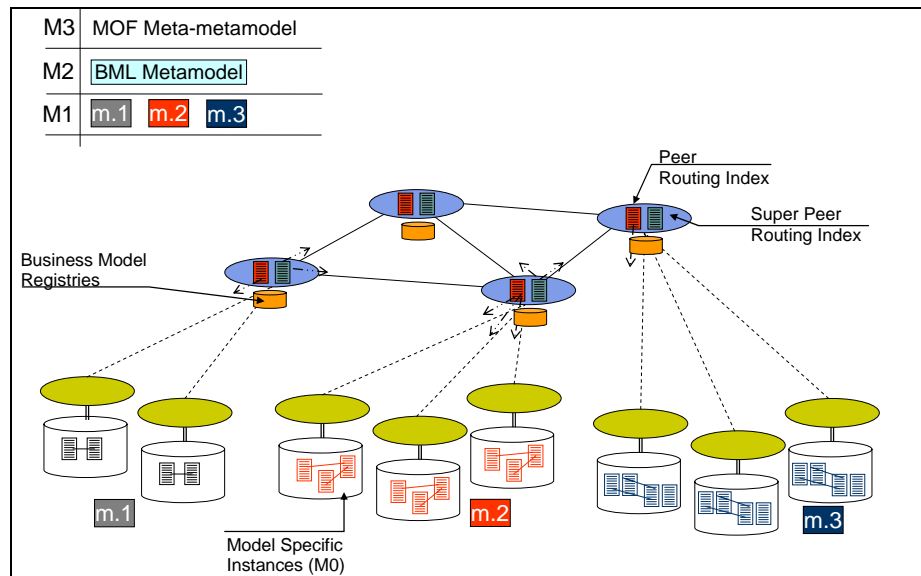 M3 MOF Meta-metamodel
M2 BML Metamodel
M1 m.1 m.2 m.3
Peer
Routing Index
Super Peer
Routing Index
Business Model
Registries
m.1
m.2
m.3
Model Specific
Instances (M0)